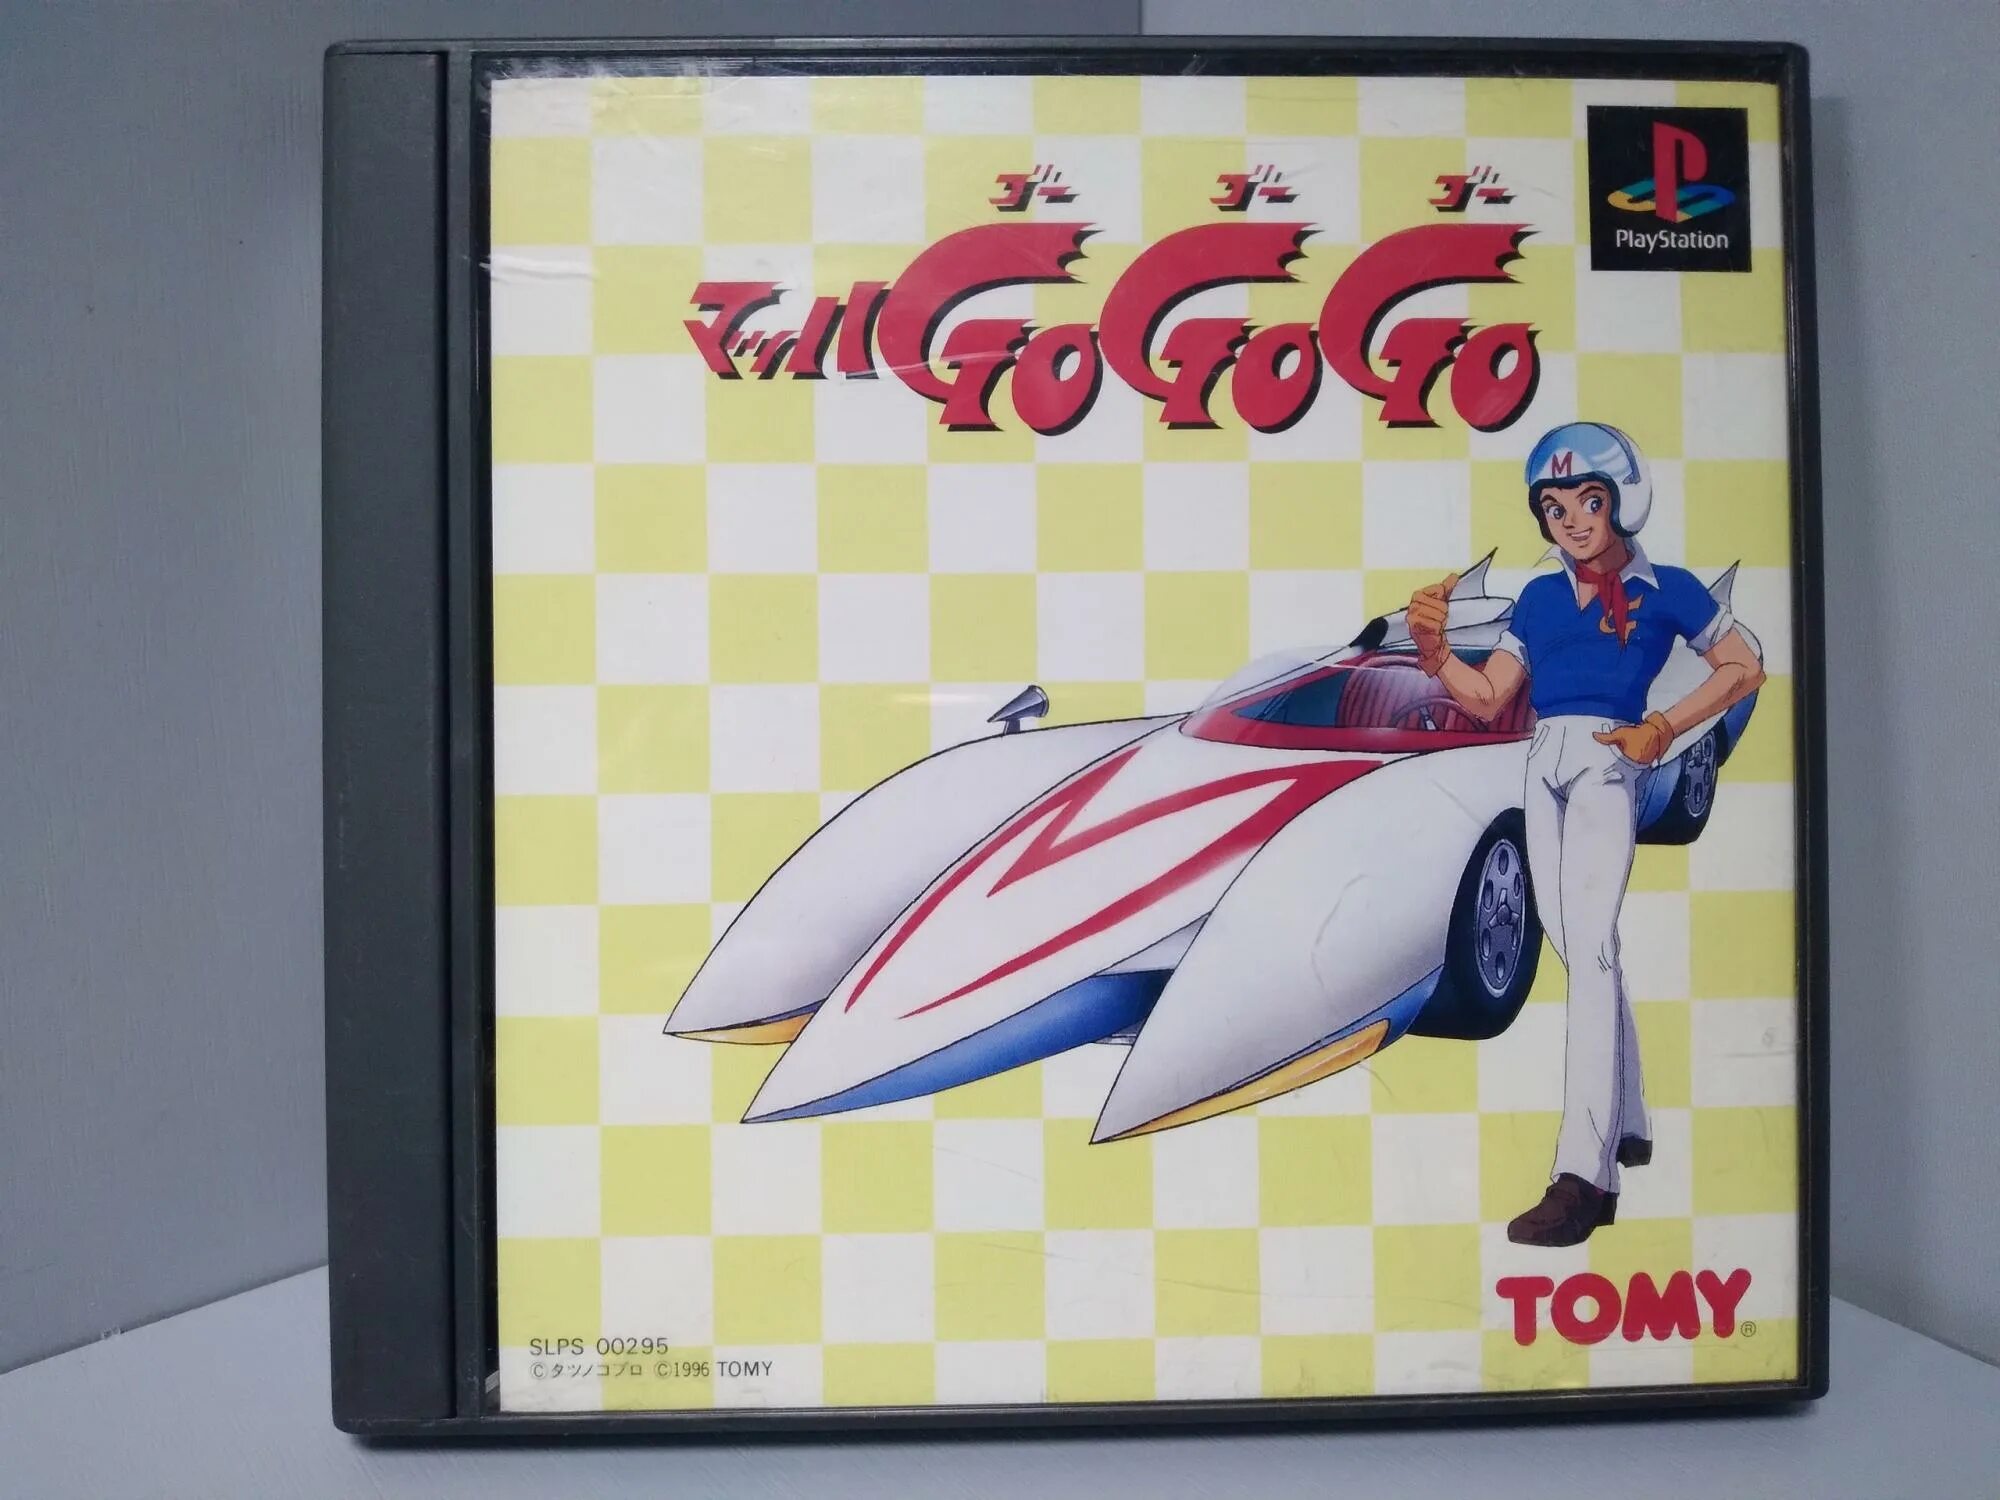 PlayStation
ゴー ゴー ゴー
マッハGoGoGo
M
TOMY®
SLPS 00295
©タツノコプロ ©1996 TOMY